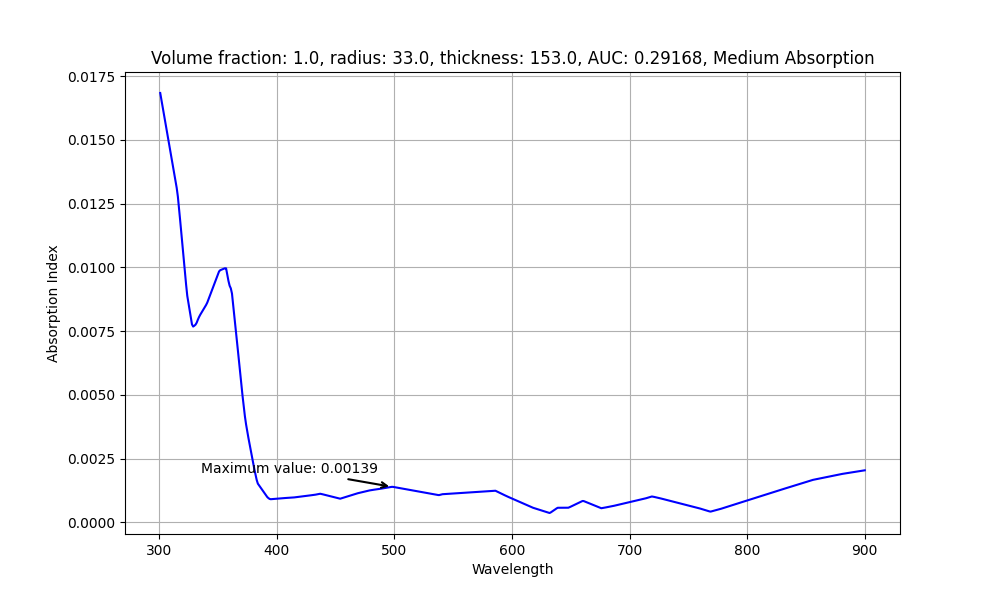 Volume fraction: 1.0, radius: 33.0, thickness: 153.0, AUC: 0.29168, Medium Absorption
0.0175
0.0150
0.0125
0.0100
0.0075
0.0050
0.0025
0.0000
Absorption Index
Maximum value: 0.00139
300 400 500 600 700 800 900
Wavelength